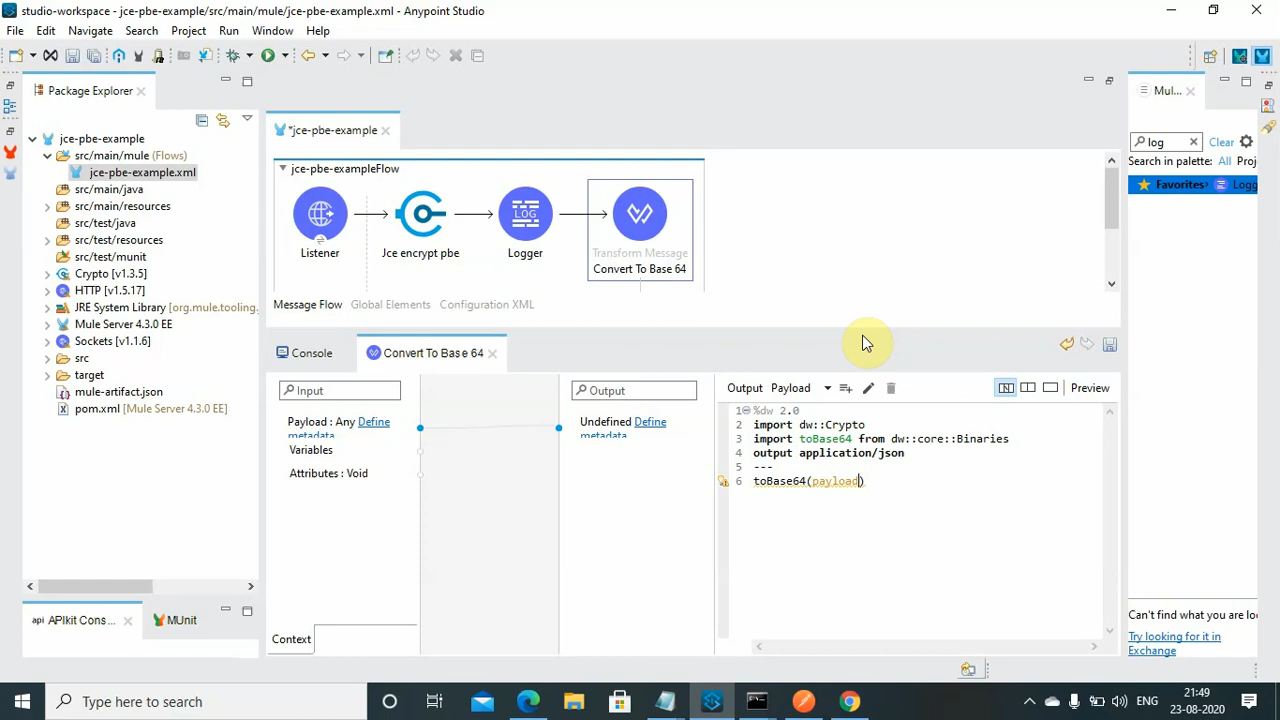 studio-workspace - jce-pbe-example/src/main/mule/jce-pbe-example.xml - Anypoint Studio
File Edit Navigate Search Project Run Window Help
Package Explorer
jce-pbe-example
src/main/mule (Flows)
jce-pbe-example.xml
src/main/java
src/main/resources
src/test/java
src/test/resources
src/test/munit
Crypto [v1.3.5]
HTTP [v1.5.17]
JRE System Library [org.mule.tooling.
Mule Server 4.3.0 EE
Sockets [v1.1.6]
src
target
mule-artifact.json
pom.xml [Mule Server 4.3.0 EE]
api APIkit Cons...
MUnit
*jce-pbe-example
jce-pbe-exampleFlow
LOG
Listener
Jce encrypt pbe
Logger
Transform Message
Convert To Base 64
Message Flow Global Elements Configuration XML
Console
Convert To Base 64
Input
Payload : Any Define
metadata
Variables
Attributes : Void
Context
Output
Undefined Define
metadata
Output Payload
Preview
1 %dw 2.0
2 import dw::Crypto
3 import toBase64 from dw::core::Binaries
4 output application/json
5 ---
6 toBase64(payload)
Mul...
log
Clear
Search in palette: All Proj
Favorites
Logg
Can't find what you are loo
Try looking for it in
Exchange
Type here to search
ENG
21:49
23-08-2020